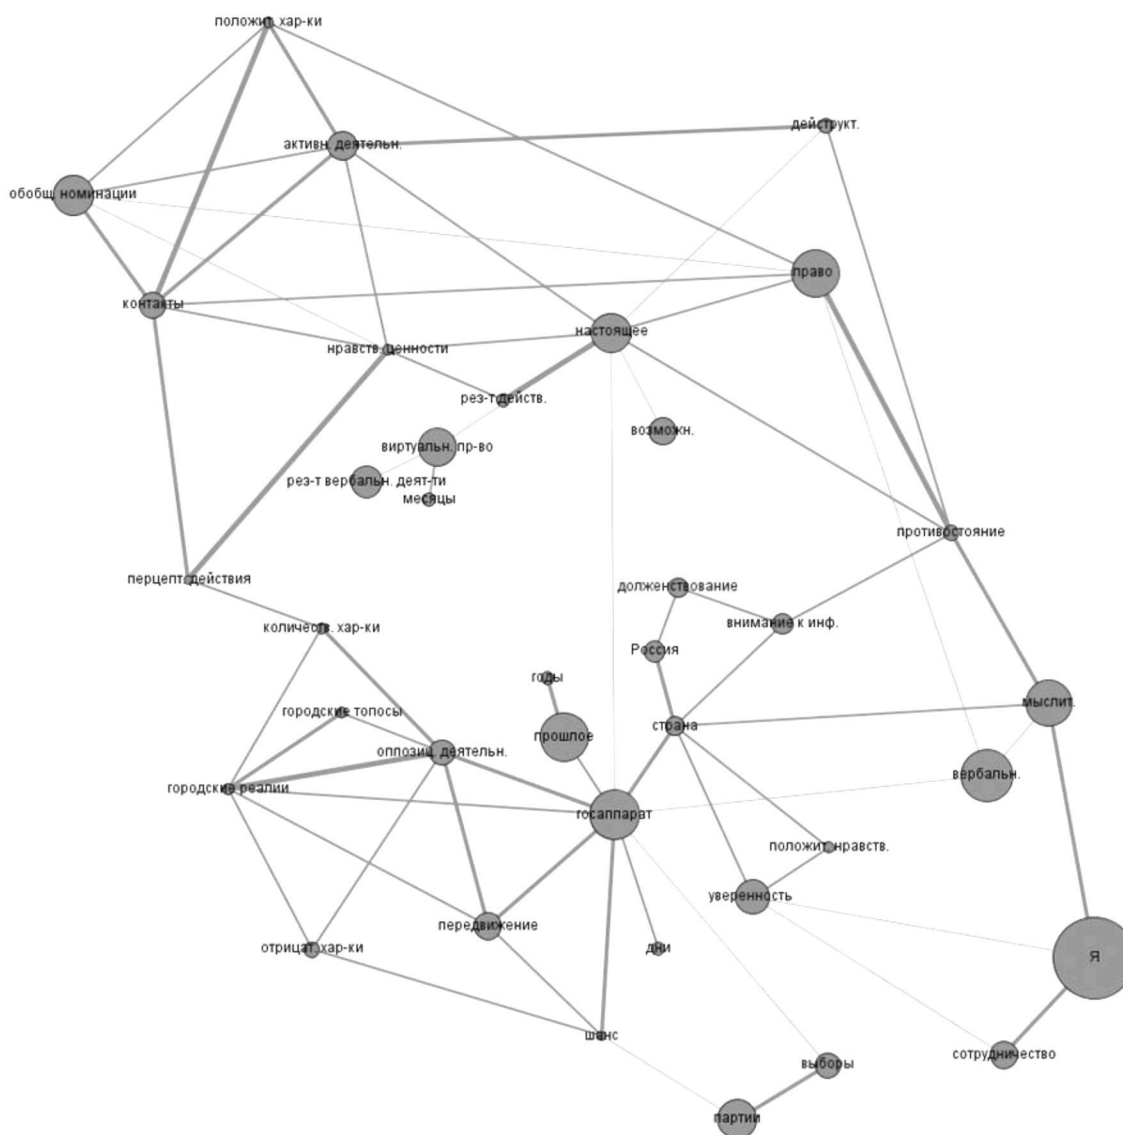 положит. хар-ки
дейструкт.
активн. деятельн.
обобщ. номинации
право
контакты
настоящее
нравств. ценности
рез-т действ.
возможн.
виртуальн. пр-во
рез-т вербальн. деят-ти
месяцы
противостояние
перцепт. действия
долженствование
внимание к инф.
количеств. хар-ки
Россия
годы
мыслит.
городские топосы
страна
прошлое
оппозиц. деятельн.
вербальн.
городские реалии
госаппарат
положит. нравств.
уверенность
передвижение
отрицат. хар-ки
дни
Я
шанс
сотрудничество
выборы
партии